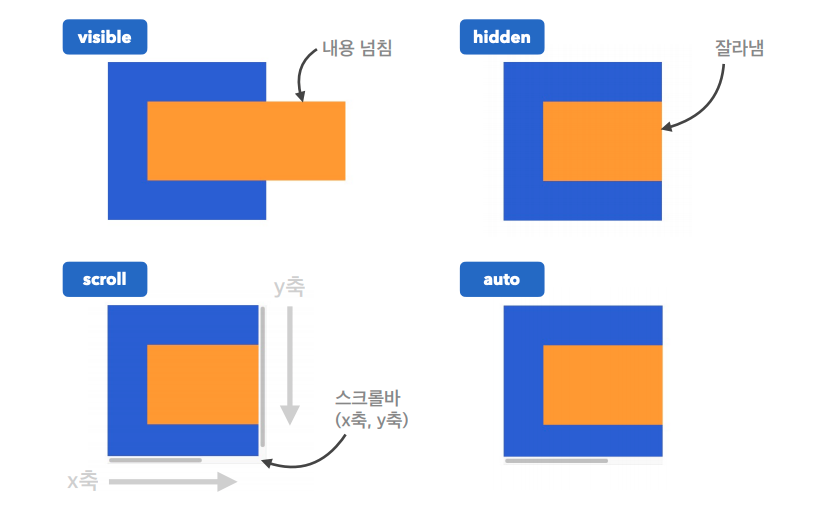 visible
내용 넘침
hidden
잘라냄
scroll
y축
스크롤바
(x축, y축)
x축
auto